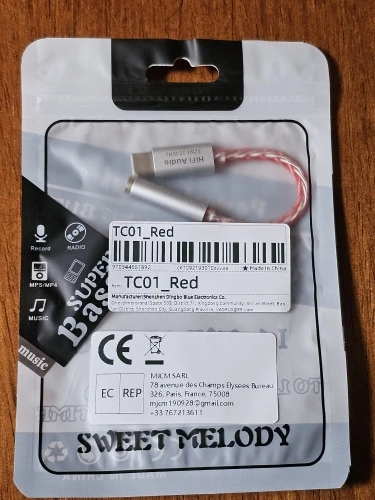 HiFi Audio
TC01_Red
Made in China
Item: TC01_Red
Manufacturer:Shenzhen Dingbo Blue Electronics Co.
Record
RADIO
MP3/MP4
MUSIC
SUPER
Bass
music
CE
EC REP
MJCM SARL
78 avenue des Champs Elysees Bureau
326, Paris, France, 75008
mjcm190928@gmail.com
+33 767213611
SWEET MELODY